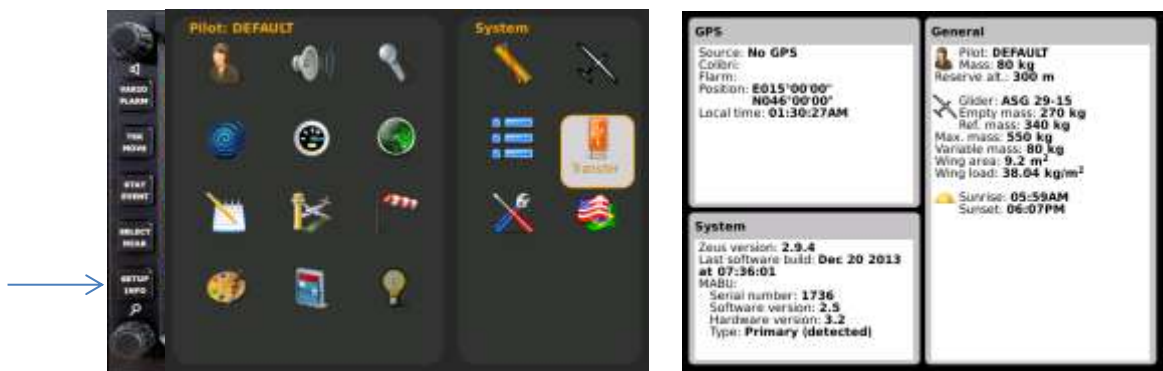 VARIO
FLARM
TSK
MOVE
STAT
EVENT
SELECT
NEAR
SETUP
INFO
Pilot: DEFAULT
System
Transfer
GPS
Source: No GPS
Colibri:
Flarm:
Position: E015°00'00"
N046°00'00"
Local time: 01:30:27AM
System
Zeus version: 2.9.4
Last software build: Dec 20 2013
at 07:36:01
MABU:
Serial number: 1736
Software version: 2.5
Hardware version: 3.2
Type: Primary (detected)
General
Pilot: DEFAULT
Mass: 80 kg
Reserve alt.: 300 m
Glider: ASG 29-15
Empty mass: 270 kg
Ref. mass: 340 kg
Max. mass: 550 kg
Variable mass: 80 kg
Wing area: 9.2 m²
Wing load: 38.04 kg/m²
Sunrise: 05:59AM
Sunset: 06:07PM